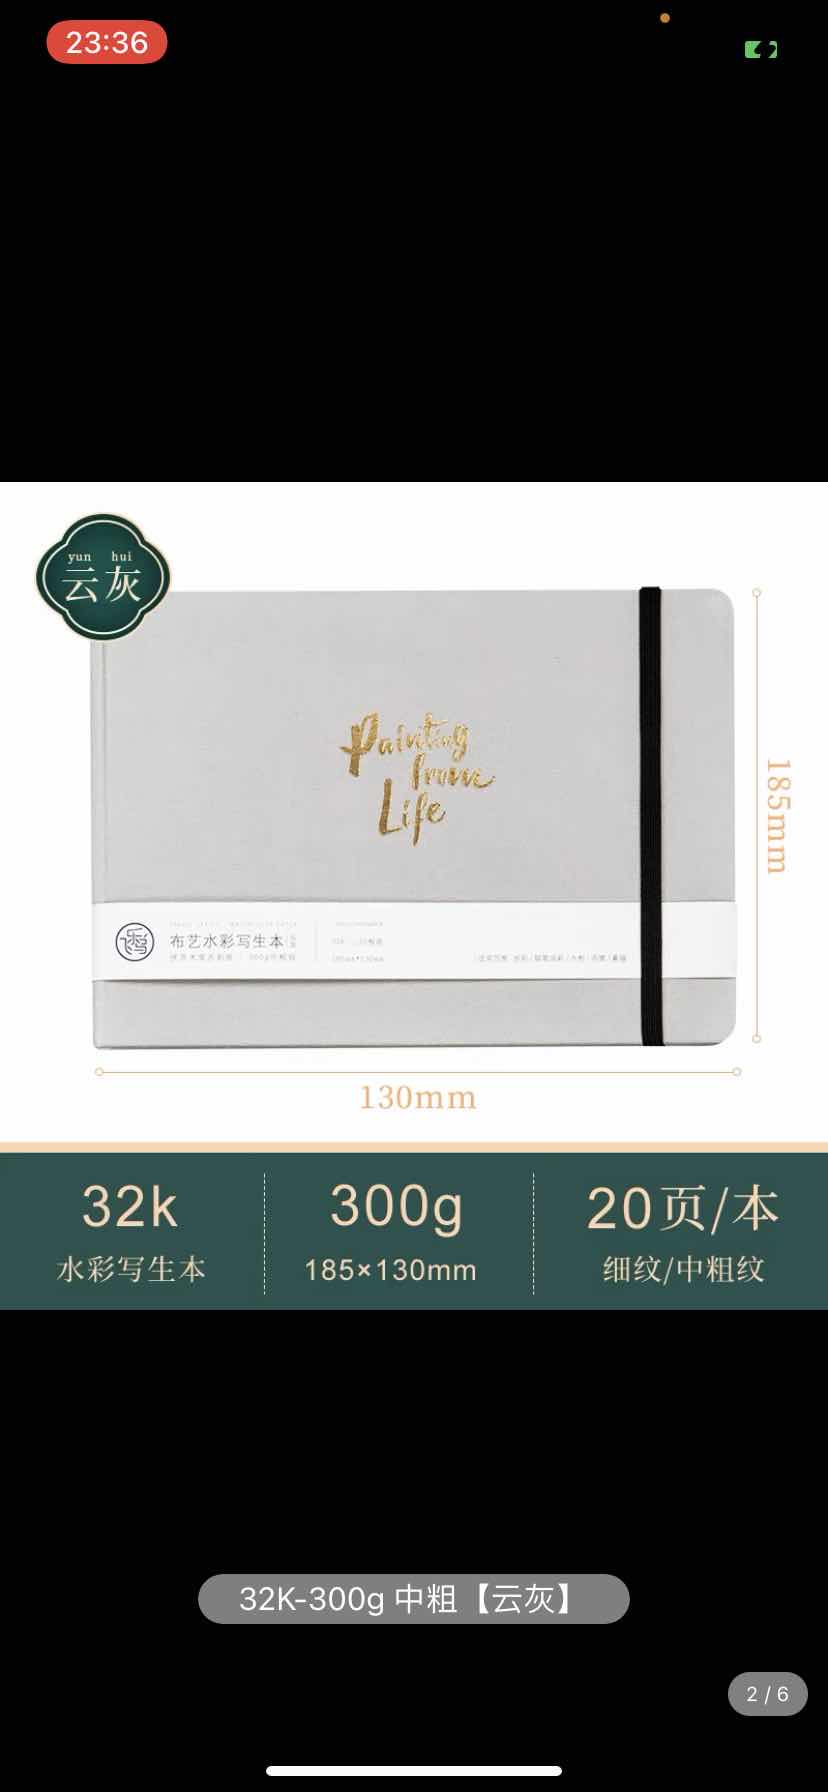 23:36
yun hui
云灰
Painting
from
Life
185mm
布艺水彩写生本
130mm
32k
水彩写生本
300g
185×130mm
20页/本
细纹/中粗纹
32K-300g 中粗【云灰】
2 / 6